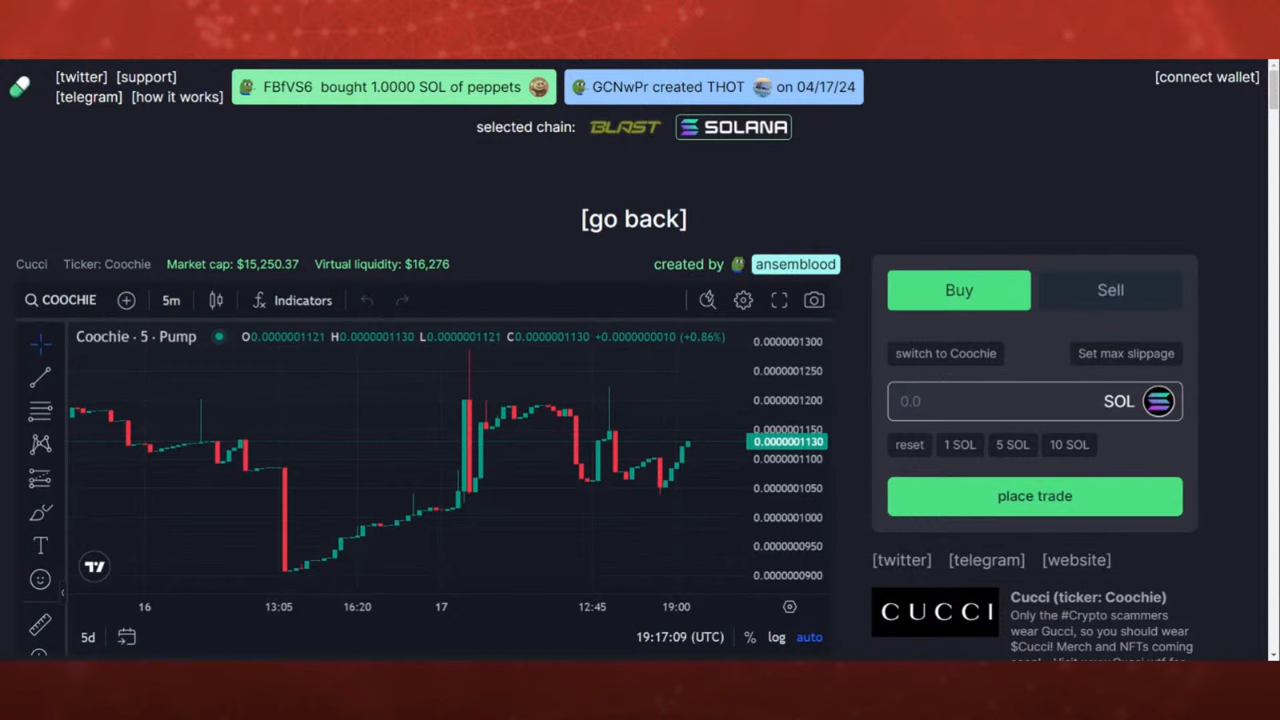 [twitter] [support]
[telegram] [how it works]
FBfVS6 bought 1.0000 SOL of peppets
GCNwPr created THOT on 04/17/24
[connect wallet]
selected chain: BLAST SOLANA
[go back]
Cucci Ticker: Coochie Market cap: $15,250.37 Virtual liquidity: $16,276 created by ansemblood
COOCHIE 5m Indicators
Coochie · 5 · Pump O0.0000001121 H0.0000001130 L0.0000001121 C0.0000001130 +0.0000000010 (+0.86%)
0.0000001300
0.0000001250
0.0000001200
0.0000001150
0.0000001130
0.0000001100
0.0000001050
0.0000001000
0.0000000950
0.0000000900
16 13:05 16:20 17 12:45 19:00
5d 19:17:09 (UTC) % log auto
Buy Sell
switch to Coochie Set max slippage
0.0 SOL
reset 1 SOL 5 SOL 10 SOL
place trade
[twitter] [telegram] [website]
CUCCI
Cucci (ticker: Coochie)
Only the #Crypto scammers
wear Gucci, so you should wear
$Cucci! Merch and NFTs coming